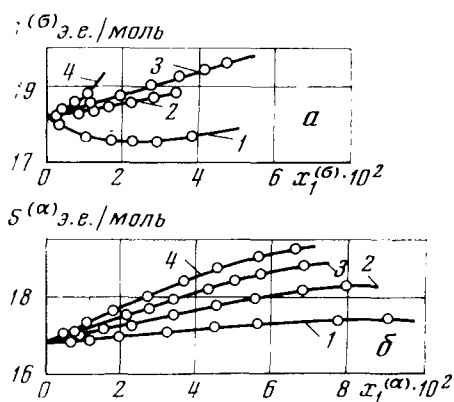 (б) э.е./моль
19
17
4
3
2
1
а
0 2 4 6 x₁⁽ᵟ⁾·10²
S⁽ᵅ⁾ э.е./моль
18
16
4
3
2
1
б
0 2 4 6 8 x₁⁽ᵅ⁾·10²